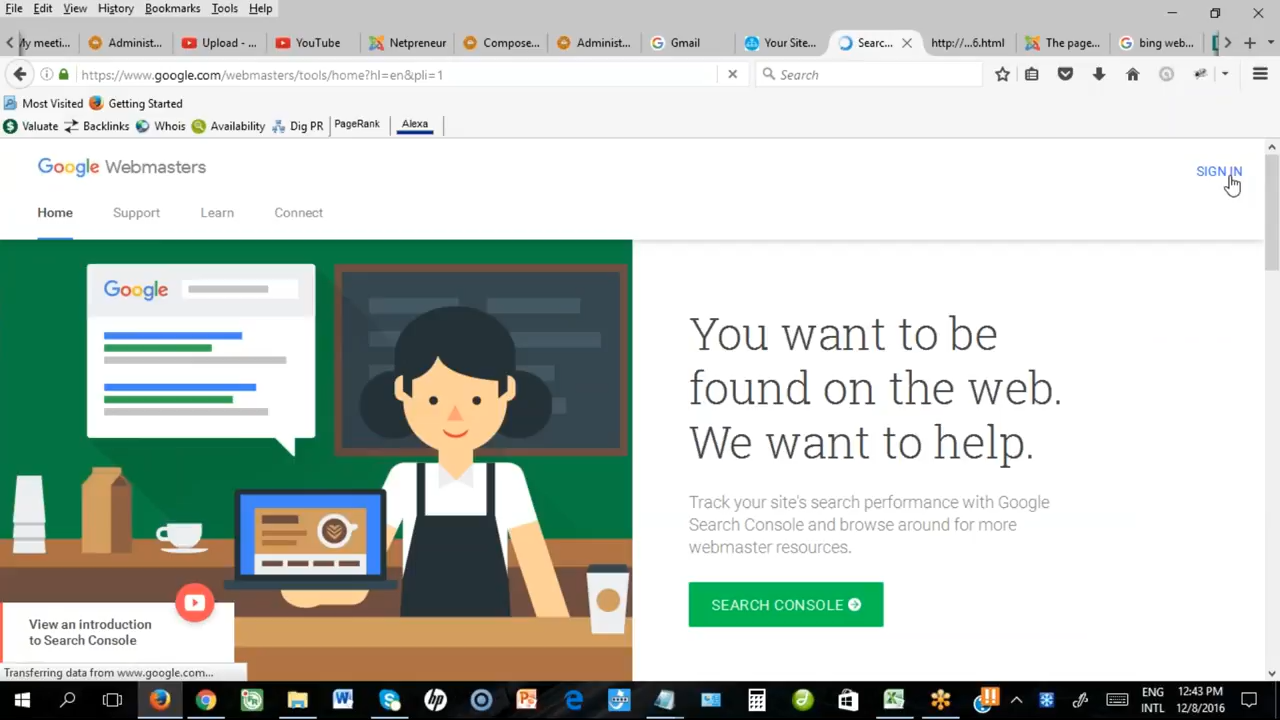 File Edit View History Bookmarks Tools Help
My meeti... Administ... Upload - ... YouTube Netpreneur Compose... Administ... Gmail Your Site... Searc... http:/...6.html The page... bing web...
https://www.google.com/webmasters/tools/home?hl=en&pli=1 Search
Most Visited Getting Started
Valuate Backlinks Whois Availability Dig PR PageRank Alexa
Google Webmasters
SIGN IN
Home Support Learn Connect
Google
You want to be
found on the web.
We want to help.
Track your site's search performance with Google
Search Console and browse around for more
webmaster resources.
SEARCH CONSOLE
View an introduction
to Search Console
Transferring data from www.google.com...
ENG
INTL
12:43 PM
12/8/2016